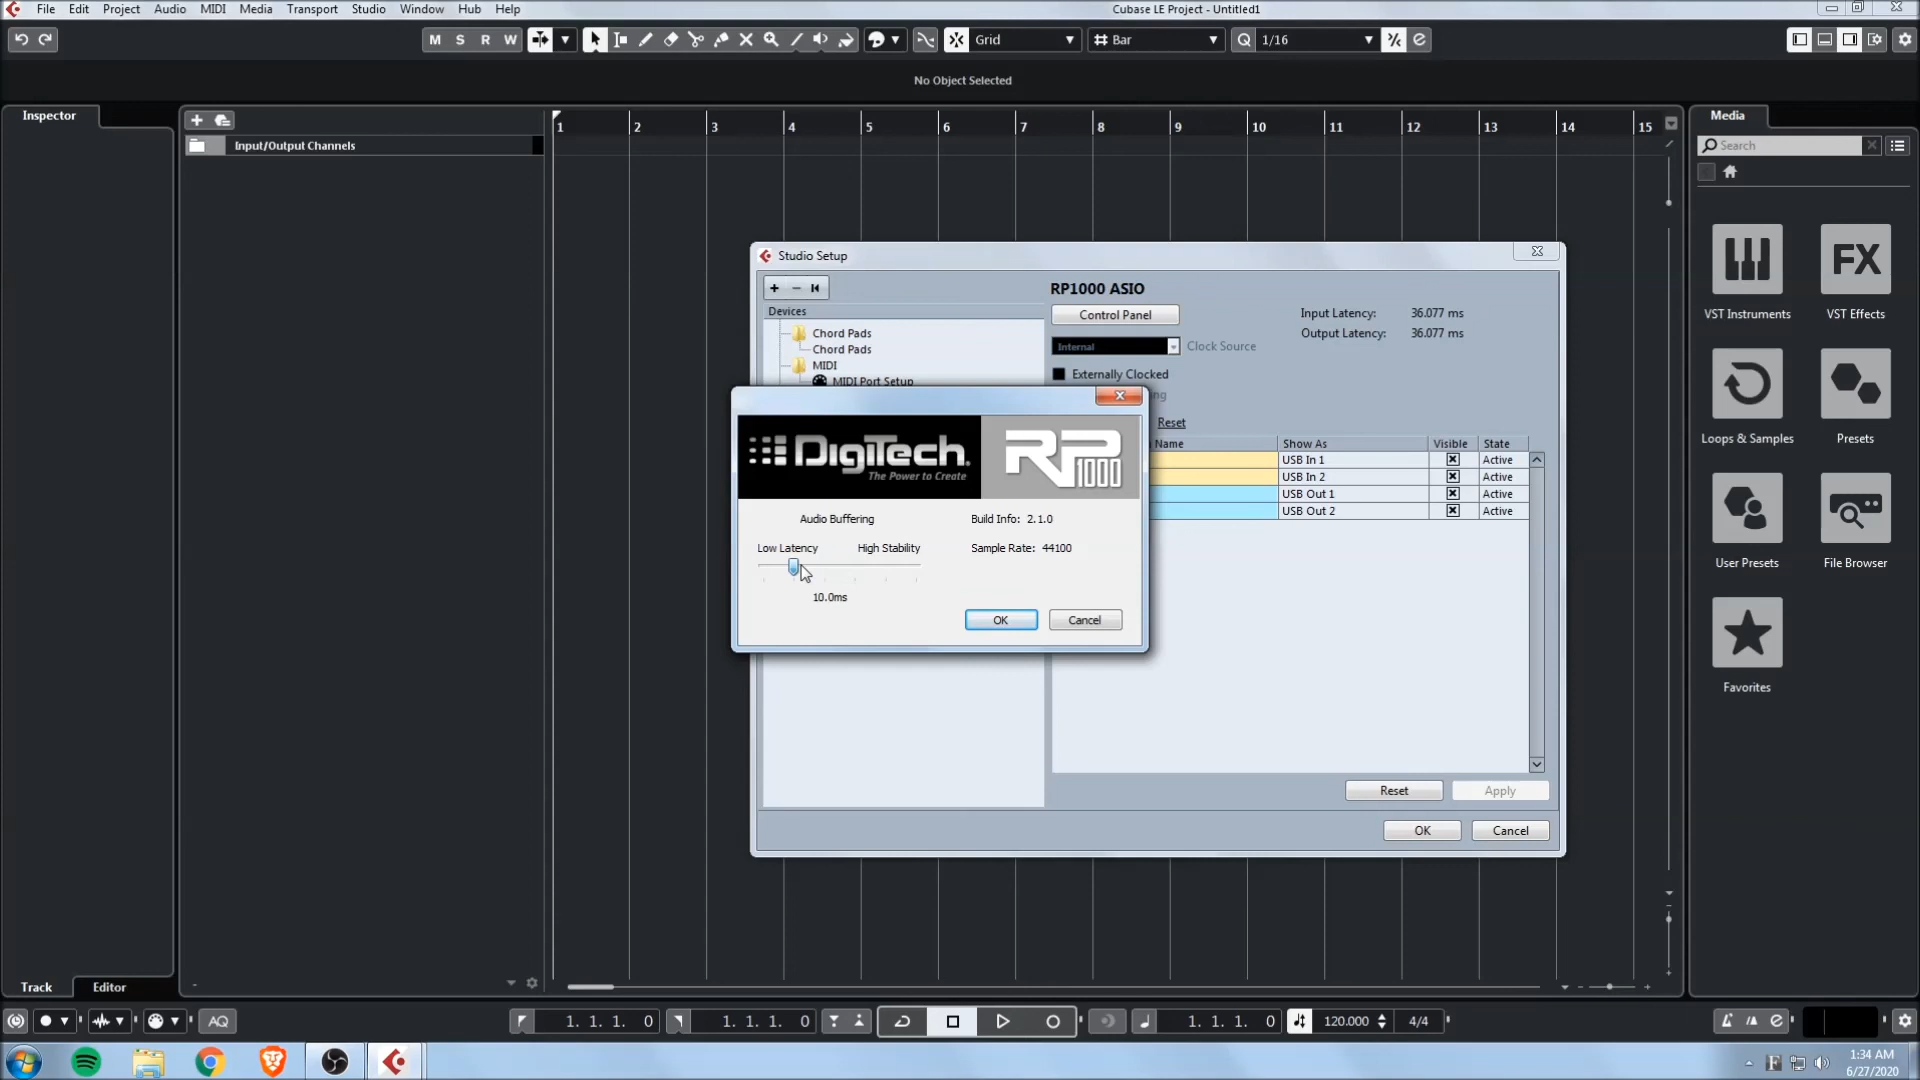 File Edit Project Audio MIDI Media Transport Studio Window Hub Help
Cubase LE Project - Untitled1
M S R W Grid Bar Q 1/16
No Object Selected
Inspector
1 2 3 4 5 6 7 8 9 10 11 12 13 14 15
Media
Input/Output Channels
Search
Studio Setup
VST Instruments
FX
VST Effects
Loops & Samples
Presets
User Presets
File Browser
Favorites
Devices
Chord Pads
Chord Pads
MIDI
MIDI Port Setup
RP1000 ASIO
Control Panel
Input Latency: 36.077 ms
Output Latency: 36.077 ms
Internal
Clock Source
Externally Clocked
Reset
Name Show As Visible State
USB In 1 Active
USB In 2 Active
USB Out 1 Active
USB Out 2 Active
DigiTech
The Power to Create
RP
1000
Audio Buffering
Build Info: 2.1.0
Low Latency High Stability
Sample Rate: 44100
10.0ms
OK Cancel
Reset Apply
OK Cancel
Track Editor
AQ
1. 1. 1. 0
1. 1. 1. 0
1. 1. 1. 0
120.000
4/4
1:34 AM
6/27/2020